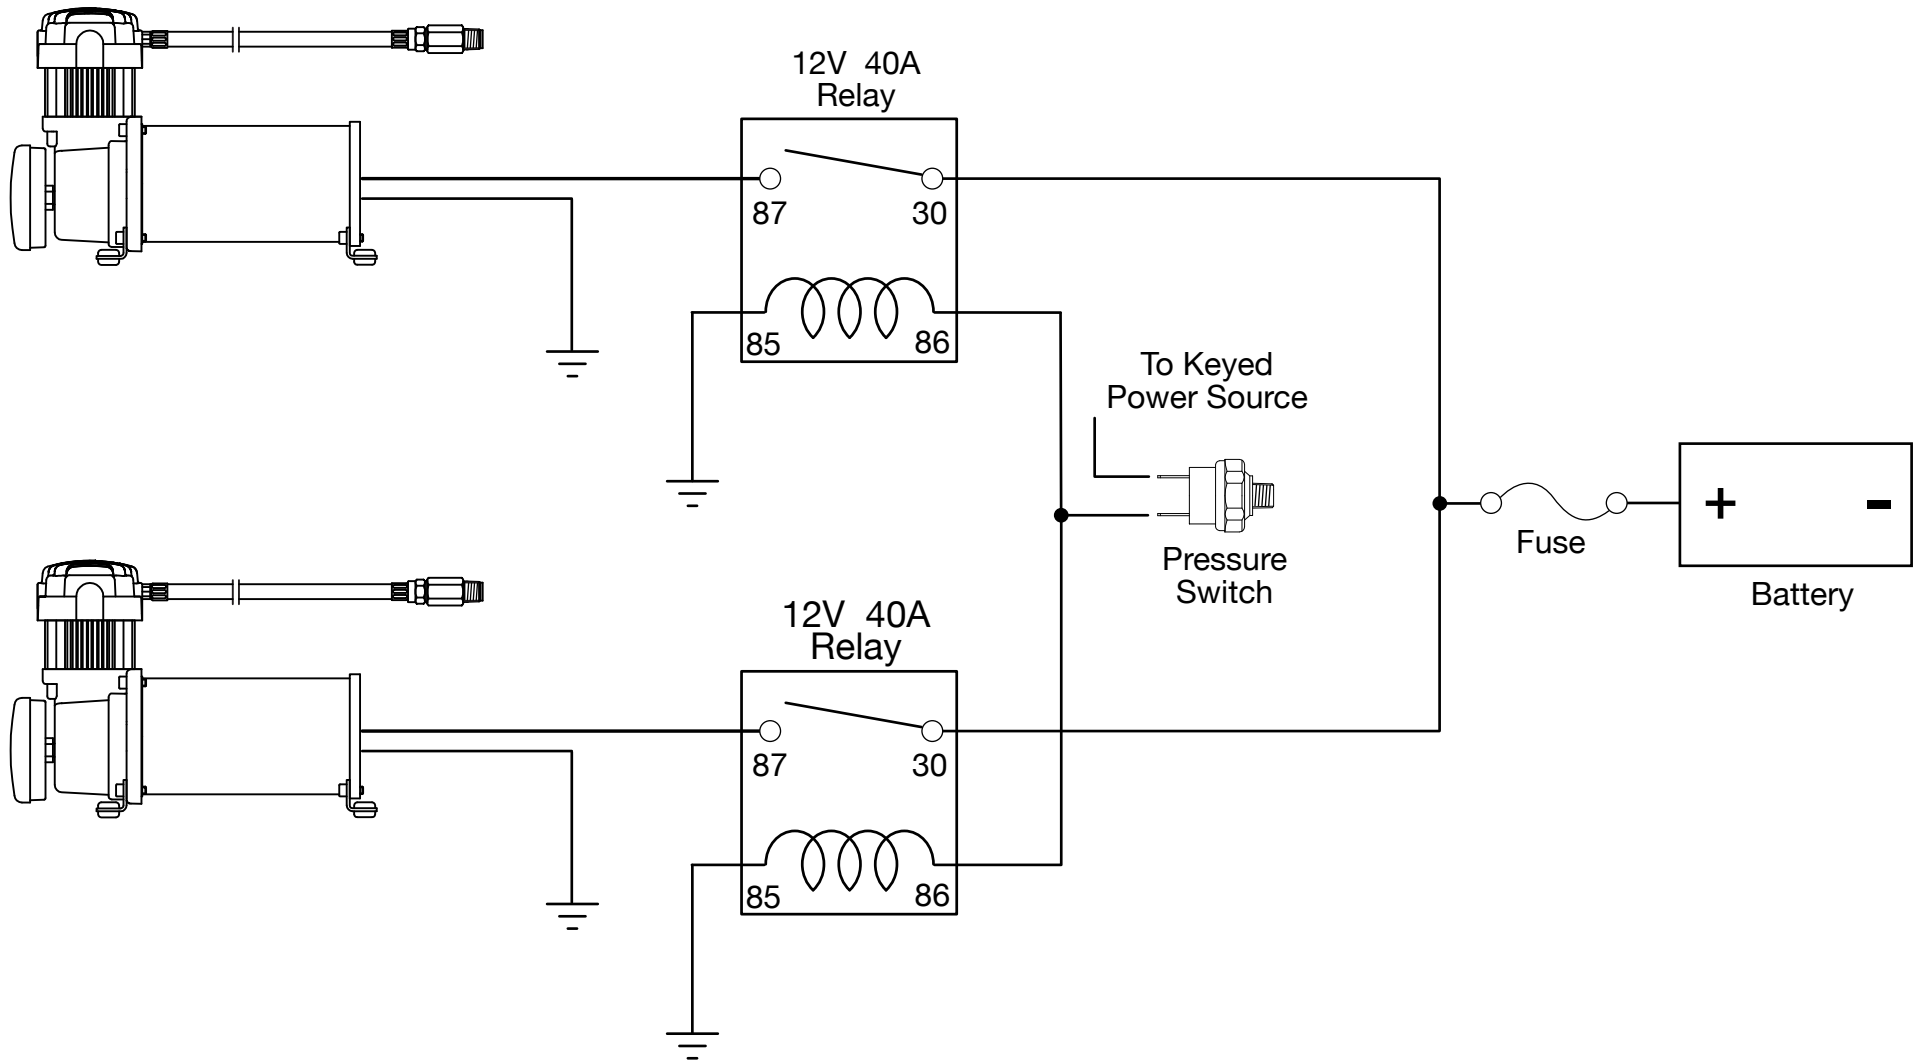 12V 40A
Relay
87
30
85
86
To Keyed
Power Source
Pressure
Switch
+
-
Fuse
Battery
12V 40A
Relay
87
30
85
86